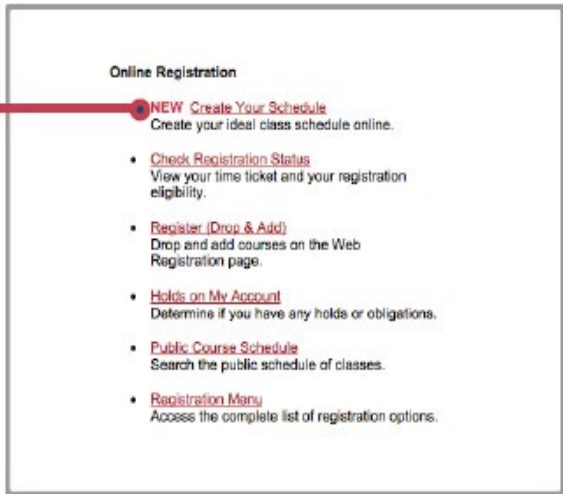 Online Registration
NEW Create Your Schedule
Create your ideal class schedule online.
Check Registration Status
View your time ticket and your registration
eligibility.
Register (Drop & Add)
Drop and add courses on the Web
Registration page.
Holds on My Account
Determine if you have any holds or obligations.
Public Course Schedule
Search the public schedule of classes.
Registration Menu
Access the complete list of registration options.